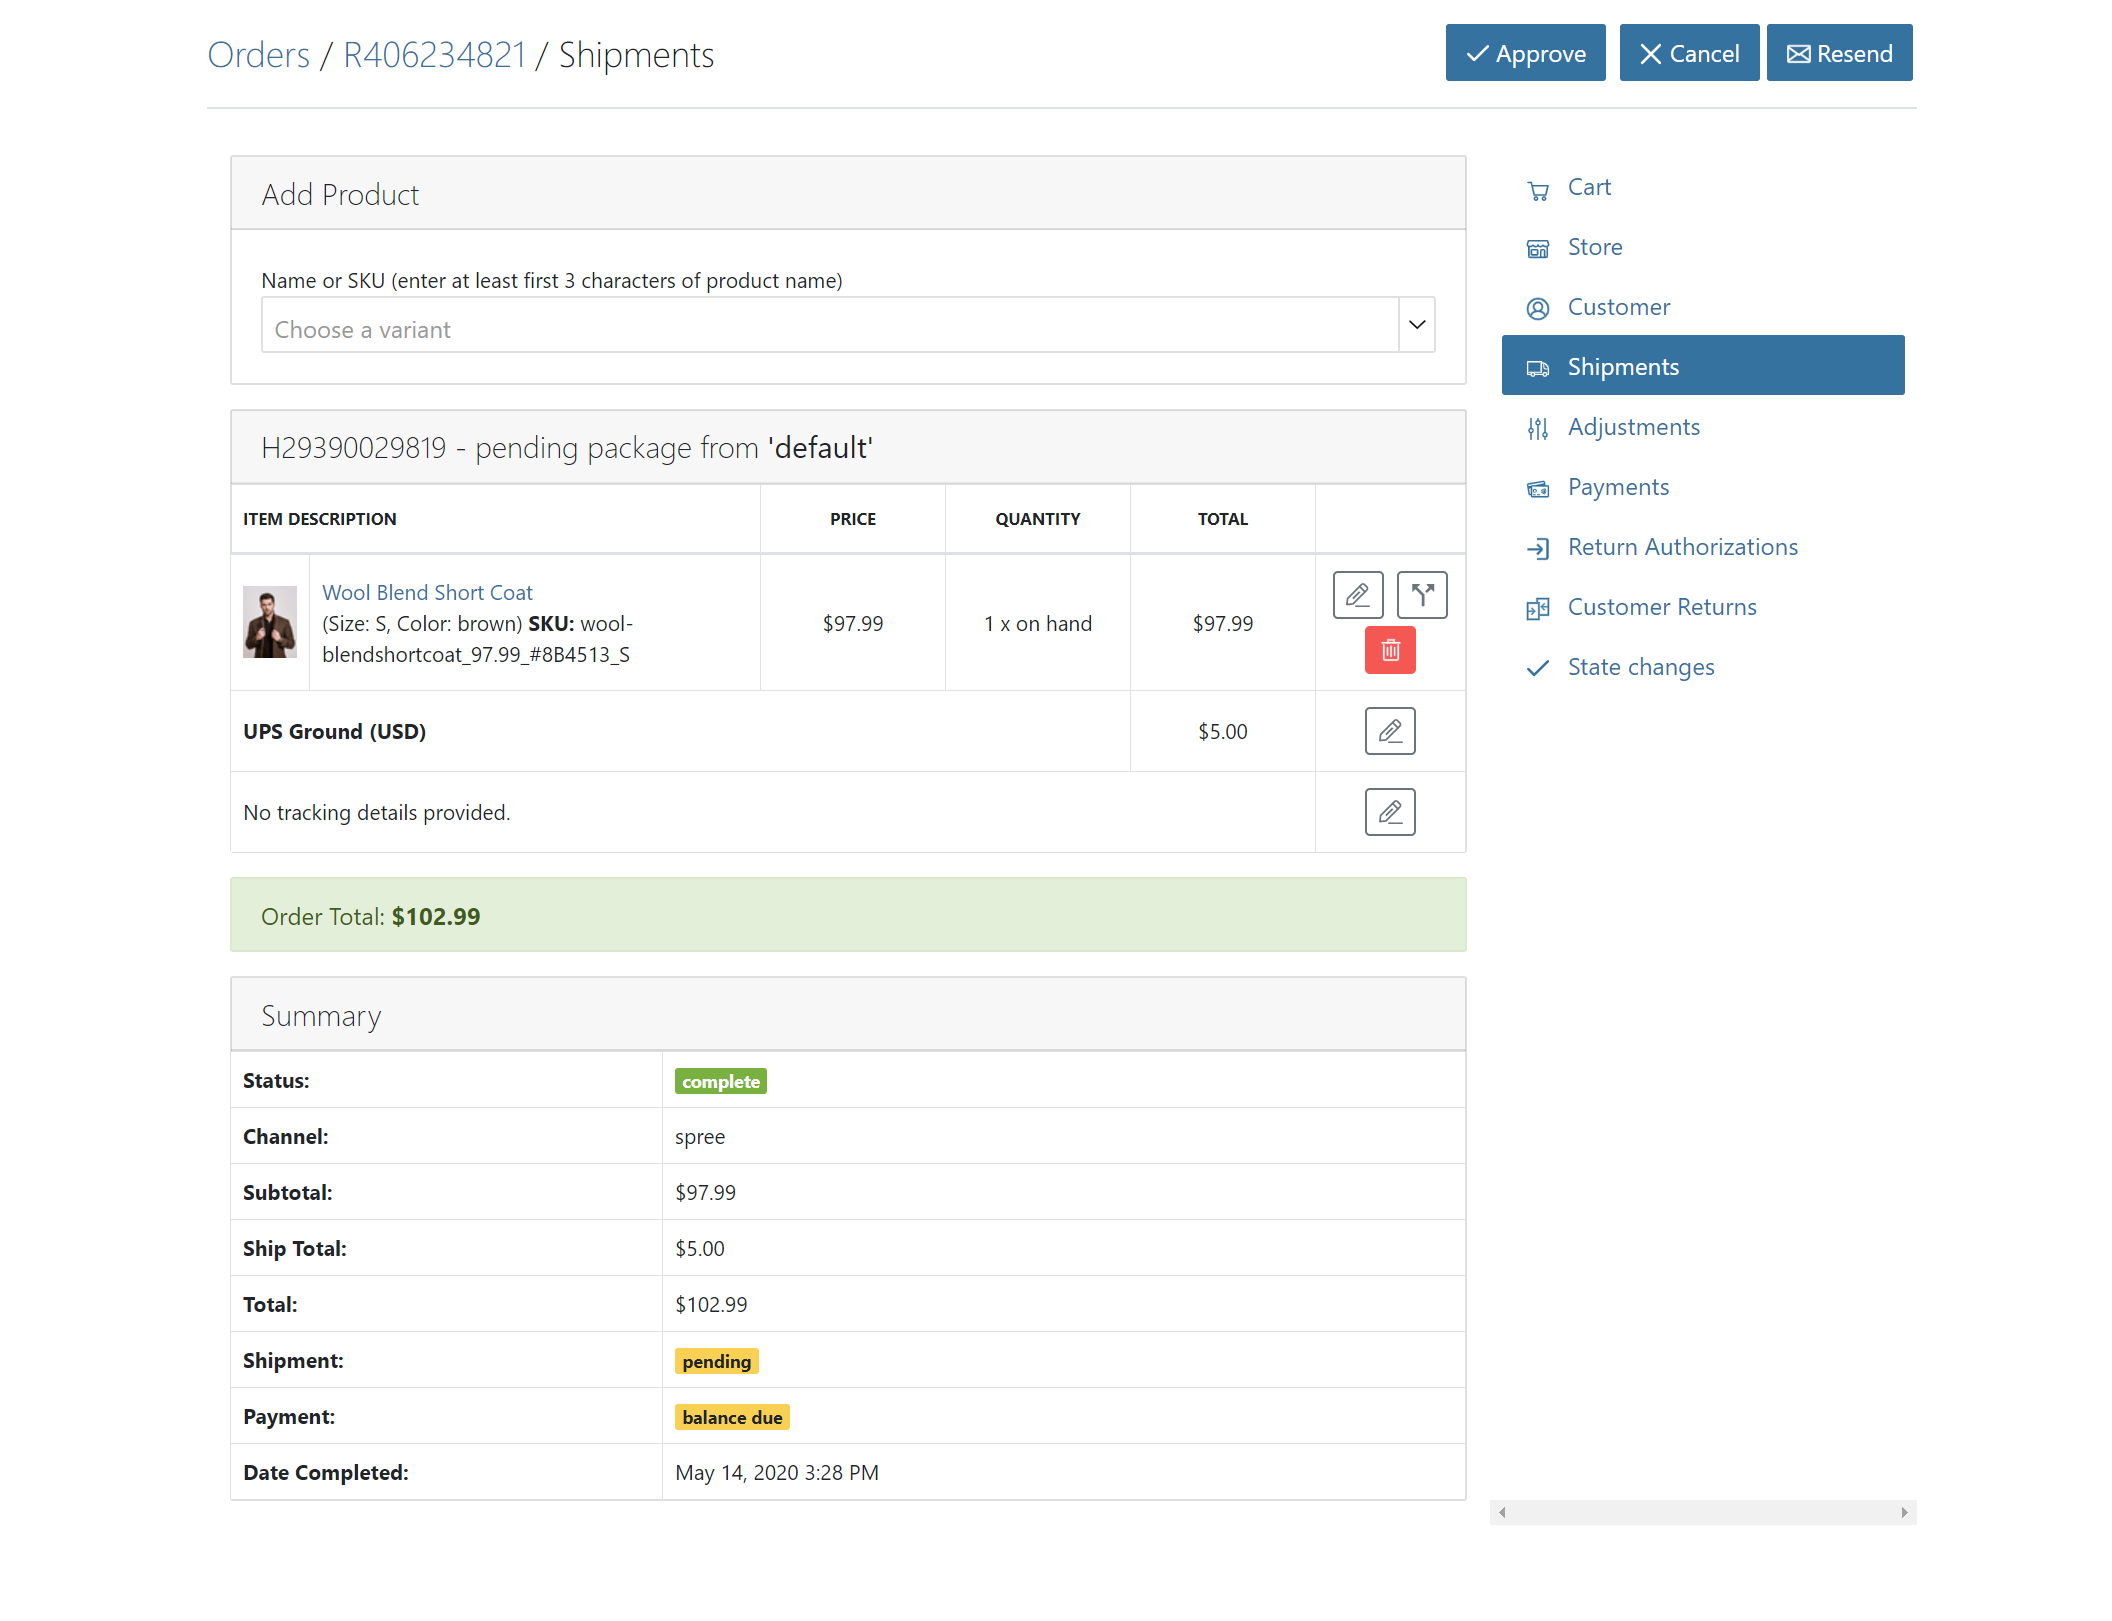 Orders / R406234821 / Shipments
Approve
Cancel
Resend
Add Product
Name or SKU (enter at least first 3 characters of product name)
Choose a variant
H29390029819 - pending package from 'default'
ITEM DESCRIPTION PRICE QUANTITY TOTAL
Wool Blend Short Coat
(Size: S, Color: brown) SKU: wool-
blendshortcoat_97.99_#8B4513_S
$97.99
1 x on hand
$97.99
UPS Ground (USD) $5.00
No tracking details provided.
Order Total: $102.99
Summary
Status: complete
Channel: spree
Subtotal: $97.99
Ship Total: $5.00
Total: $102.99
Shipment: pending
Payment: balance due
Date Completed: May 14, 2020 3:28 PM
Cart
Store
Customer
Shipments
Adjustments
Payments
Return Authorizations
Customer Returns
State changes